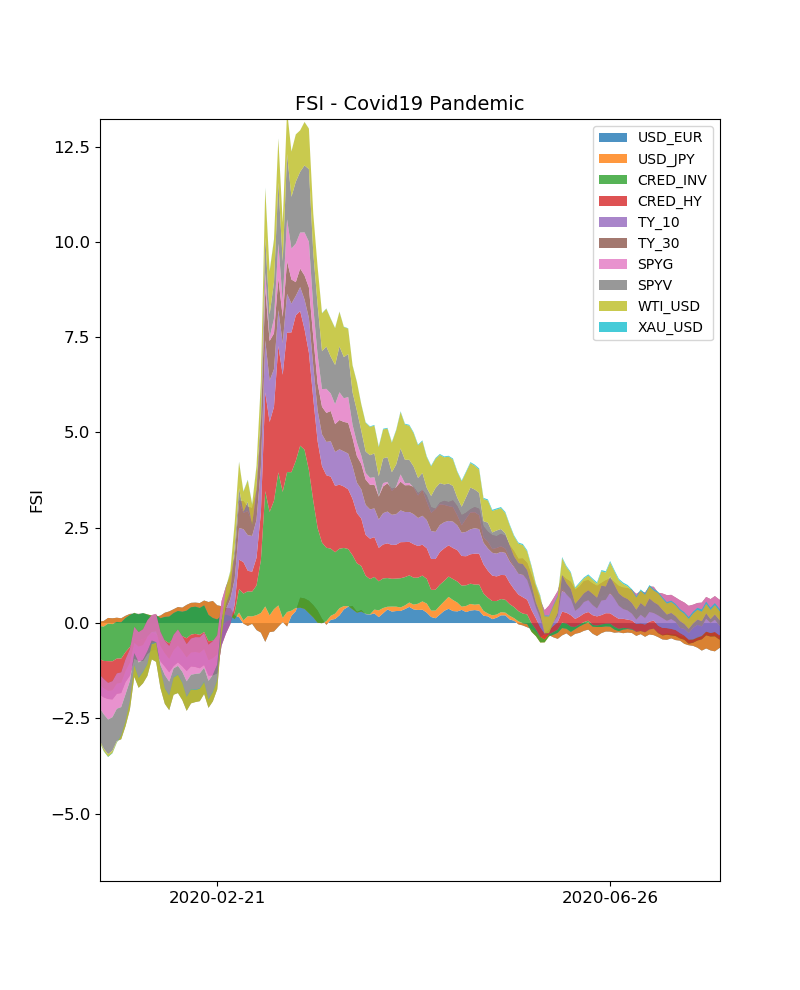 FSI - Covid19 Pandemic
12.5
10.0
7.5
5.0
2.5
0.0
−2.5
−5.0
FSI
2020-02-21
2020-06-26
USD_EUR
USD_JPY
CRED_INV
CRED_HY
TY_10
TY_30
SPYG
SPYV
WTI_USD
XAU_USD